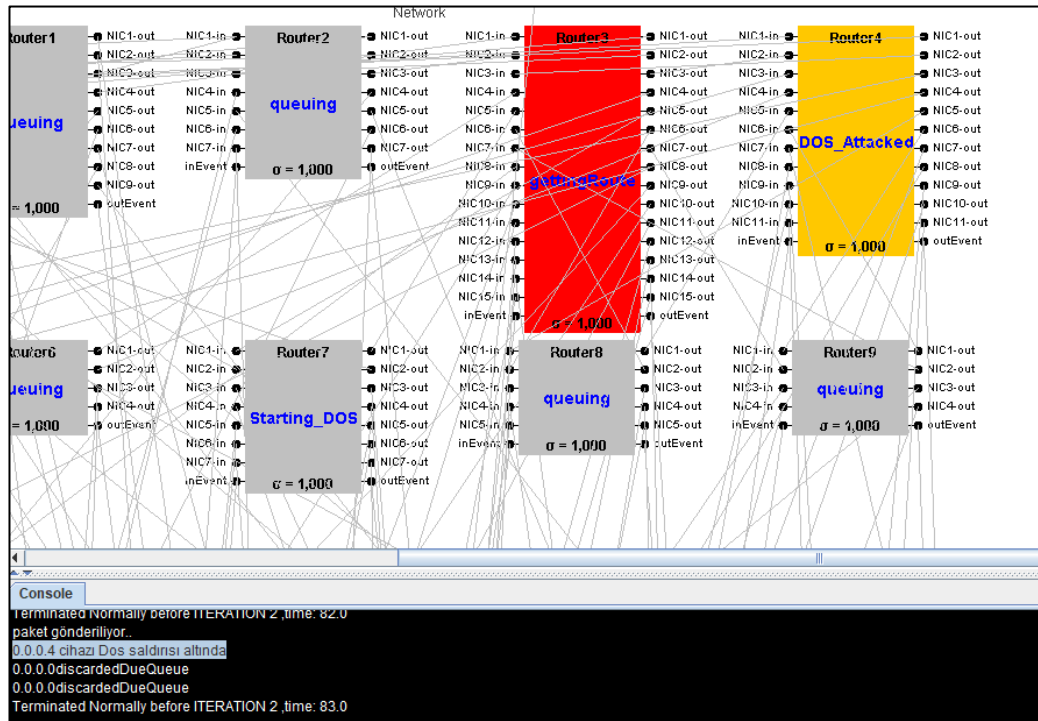 Network
Router1
NIC1-out
NIC2-out
NIC3-out
NIC4-out
NIC5-out
NIC6-out
NIC7-out
NIC8-out
NIC9-out
outEvent
ueuing
= 1,000
Router2
NIC1-in
NIC2-in
NIC3-in
NIC4-in
NIC5-in
NIC6-in
NIC7-in
inEvent
queuing
σ = 1,000
NIC1-out
NIC2-out
NIC3-out
NIC4-out
NIC5-out
NIC6-out
NIC7-out
outEvent
Router3
NIC1-in
NIC2-in
NIC3-in
NIC4-in
NIC5-in
NIC6-in
NIC7-in
NIC8-in
NIC9-in
NIC10-in
NIC11-in
NIC12-in
NIC13-in
NIC14-in
NIC15-in
inEvent
gettingRoute
σ = 1,000
NIC1-out
NIC2-out
NIC3-out
NIC4-out
NIC5-out
NIC6-out
NIC7-out
NIC8-out
NIC9-out
NIC10-out
NIC11-out
NIC12-out
NIC13-out
NIC14-out
NIC15-out
outEvent
Router4
NIC1-in
NIC2-in
NIC3-in
NIC4-in
NIC5-in
NIC6-in
NIC7-in
NIC8-in
NIC9-in
NIC10-in
NIC11-in
inEvent
DOS_Attacked
σ = 1,000
NIC1-out
NIC2-out
NIC3-out
NIC4-out
NIC5-out
NIC6-out
NIC7-out
NIC8-out
NIC9-out
NIC10-out
NIC11-out
outEvent
Router6
ueuing
= 1,000
NIC1-out
NIC2-out
NIC3-out
NIC4-out
outEvent
Router7
NIC1-in
NIC2-in
NIC3-in
NIC4-in
NIC5-in
NIC6-in
NIC7-in
inEvent
Starting_DOS
σ = 1,000
NIC1-out
NIC2-out
NIC3-out
NIC4-out
NIC5-out
NIC6-out
NIC7-out
outEvent
Router8
NIC1-in
NIC2-in
NIC3-in
NIC4-in
NIC5-in
inEvent
queuing
σ = 1,000
NIC1-out
NIC2-out
NIC3-out
NIC4-out
NIC5-out
outEvent
Router9
NIC1-in
NIC2-in
NIC3-in
NIC4-in
inEvent
queuing
σ = 1,000
NIC1-out
NIC2-out
NIC3-out
NIC4-out
outEvent
Console
Terminated Normally before ITERATION 2 ,time: 82.0
paket gönderiliyor..
0.0.0.4 cihazı Dos saldırısı altında
0.0.0.0discardedDueQueue
0.0.0.0discardedDueQueue
Terminated Normally before ITERATION 2 ,time: 83.0